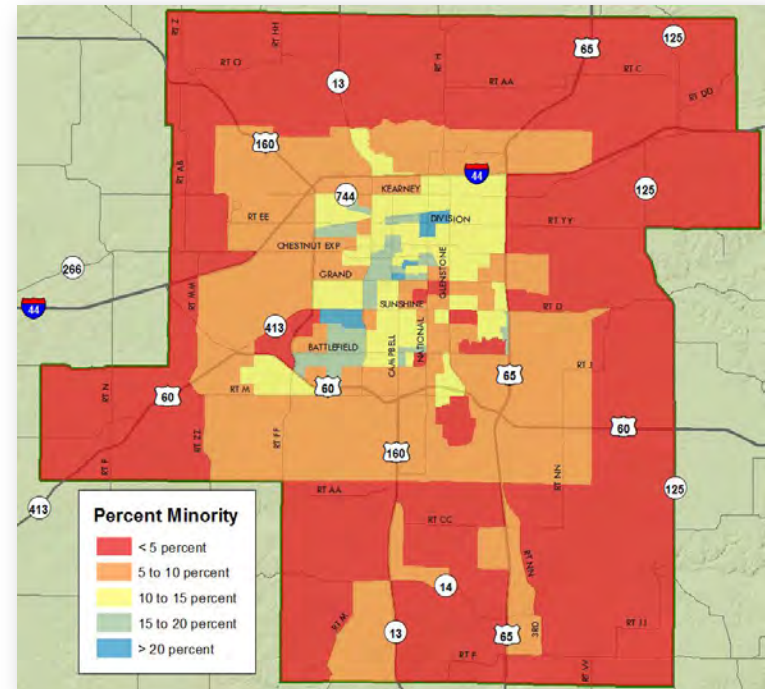 RT Z
RT HH
RT H
65
125
RT O
13
RT AA
RT C
RT DD
160
RT AB
44
744
KEARNEY
125
RT EE
DIVISION
RT YY
CHESTNUT EXP
266
GRAND
GLENSTONE
RT MM
44
SUNSHINE
RT D
413
NATIONAL
BATTLEFIELD
CAMPBELL
65
RT J
60
RT M
60
RT N
60
RT ZZ
RT FF
160
RT P
RT NN
413
RT AA
125
RT CC
Percent Minority
< 5 percent
5 to 10 percent
10 to 15 percent
15 to 20 percent
> 20 percent
RT NN
14
RT M
13
65
3RD
RT JJ
RT P
RT W